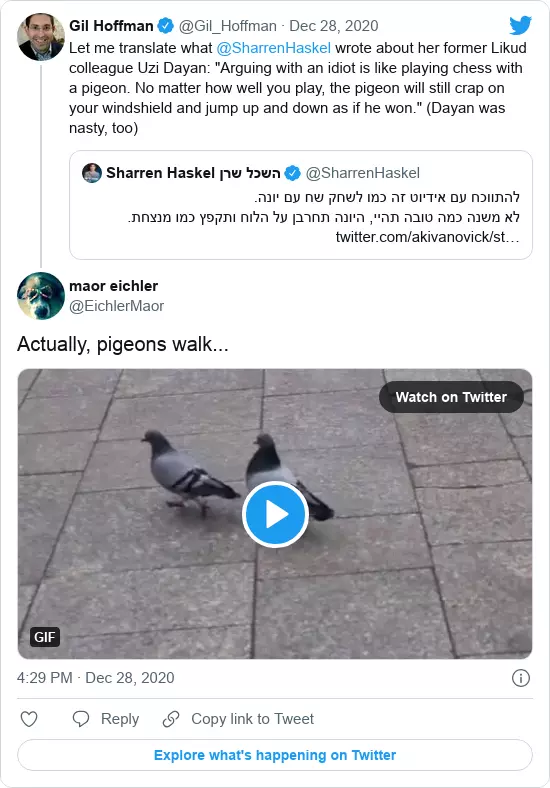 Gil Hoffman @Gil_Hoffman · Dec 28, 2020
Let me translate what @SharrenHaskel wrote about her former Likud
colleague Uzi Dayan: "Arguing with an idiot is like playing chess with
a pigeon. No matter how well you play, the pigeon will still crap on
your windshield and jump up and down as if he won." (Dayan was
nasty, too)
Sharren Haskel השכל שרן @SharrenHaskel
להתווכח עם אידיוט זה כמו לשחק שח עם יונה.
לא משנה כמה טובה תהיי, היונה תחרבן על הלוח ותקפץ כמו מנצחת.
twitter.com/akivanovick/st…
maor eichler
@EichlerMaor
Actually, pigeons walk...
Watch on Twitter
GIF
4:29 PM · Dec 28, 2020
Reply Copy link to Tweet
Explore what's happening on Twitter